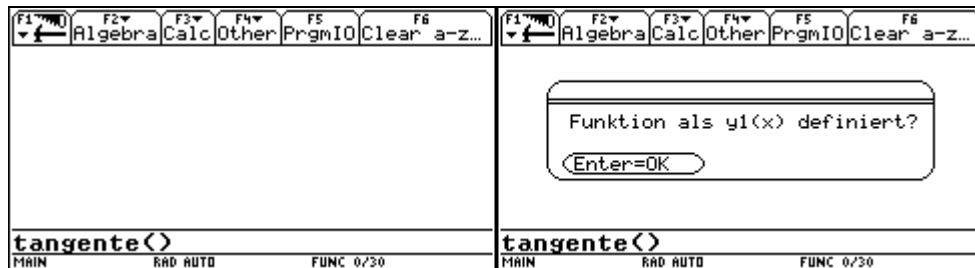 F1 F2 F3 F4 F5 F6
Algebra Calc Other PrgmIO Clear a-z…
tangente()
MAIN RAD AUTO FUNC 0/30
F1 F2 F3 F4 F5 F6
Algebra Calc Other PrgmIO Clear a-z…
Funktion als y1(x) definiert?
Enter=OK
tangente()
MAIN RAD AUTO FUNC 0/30